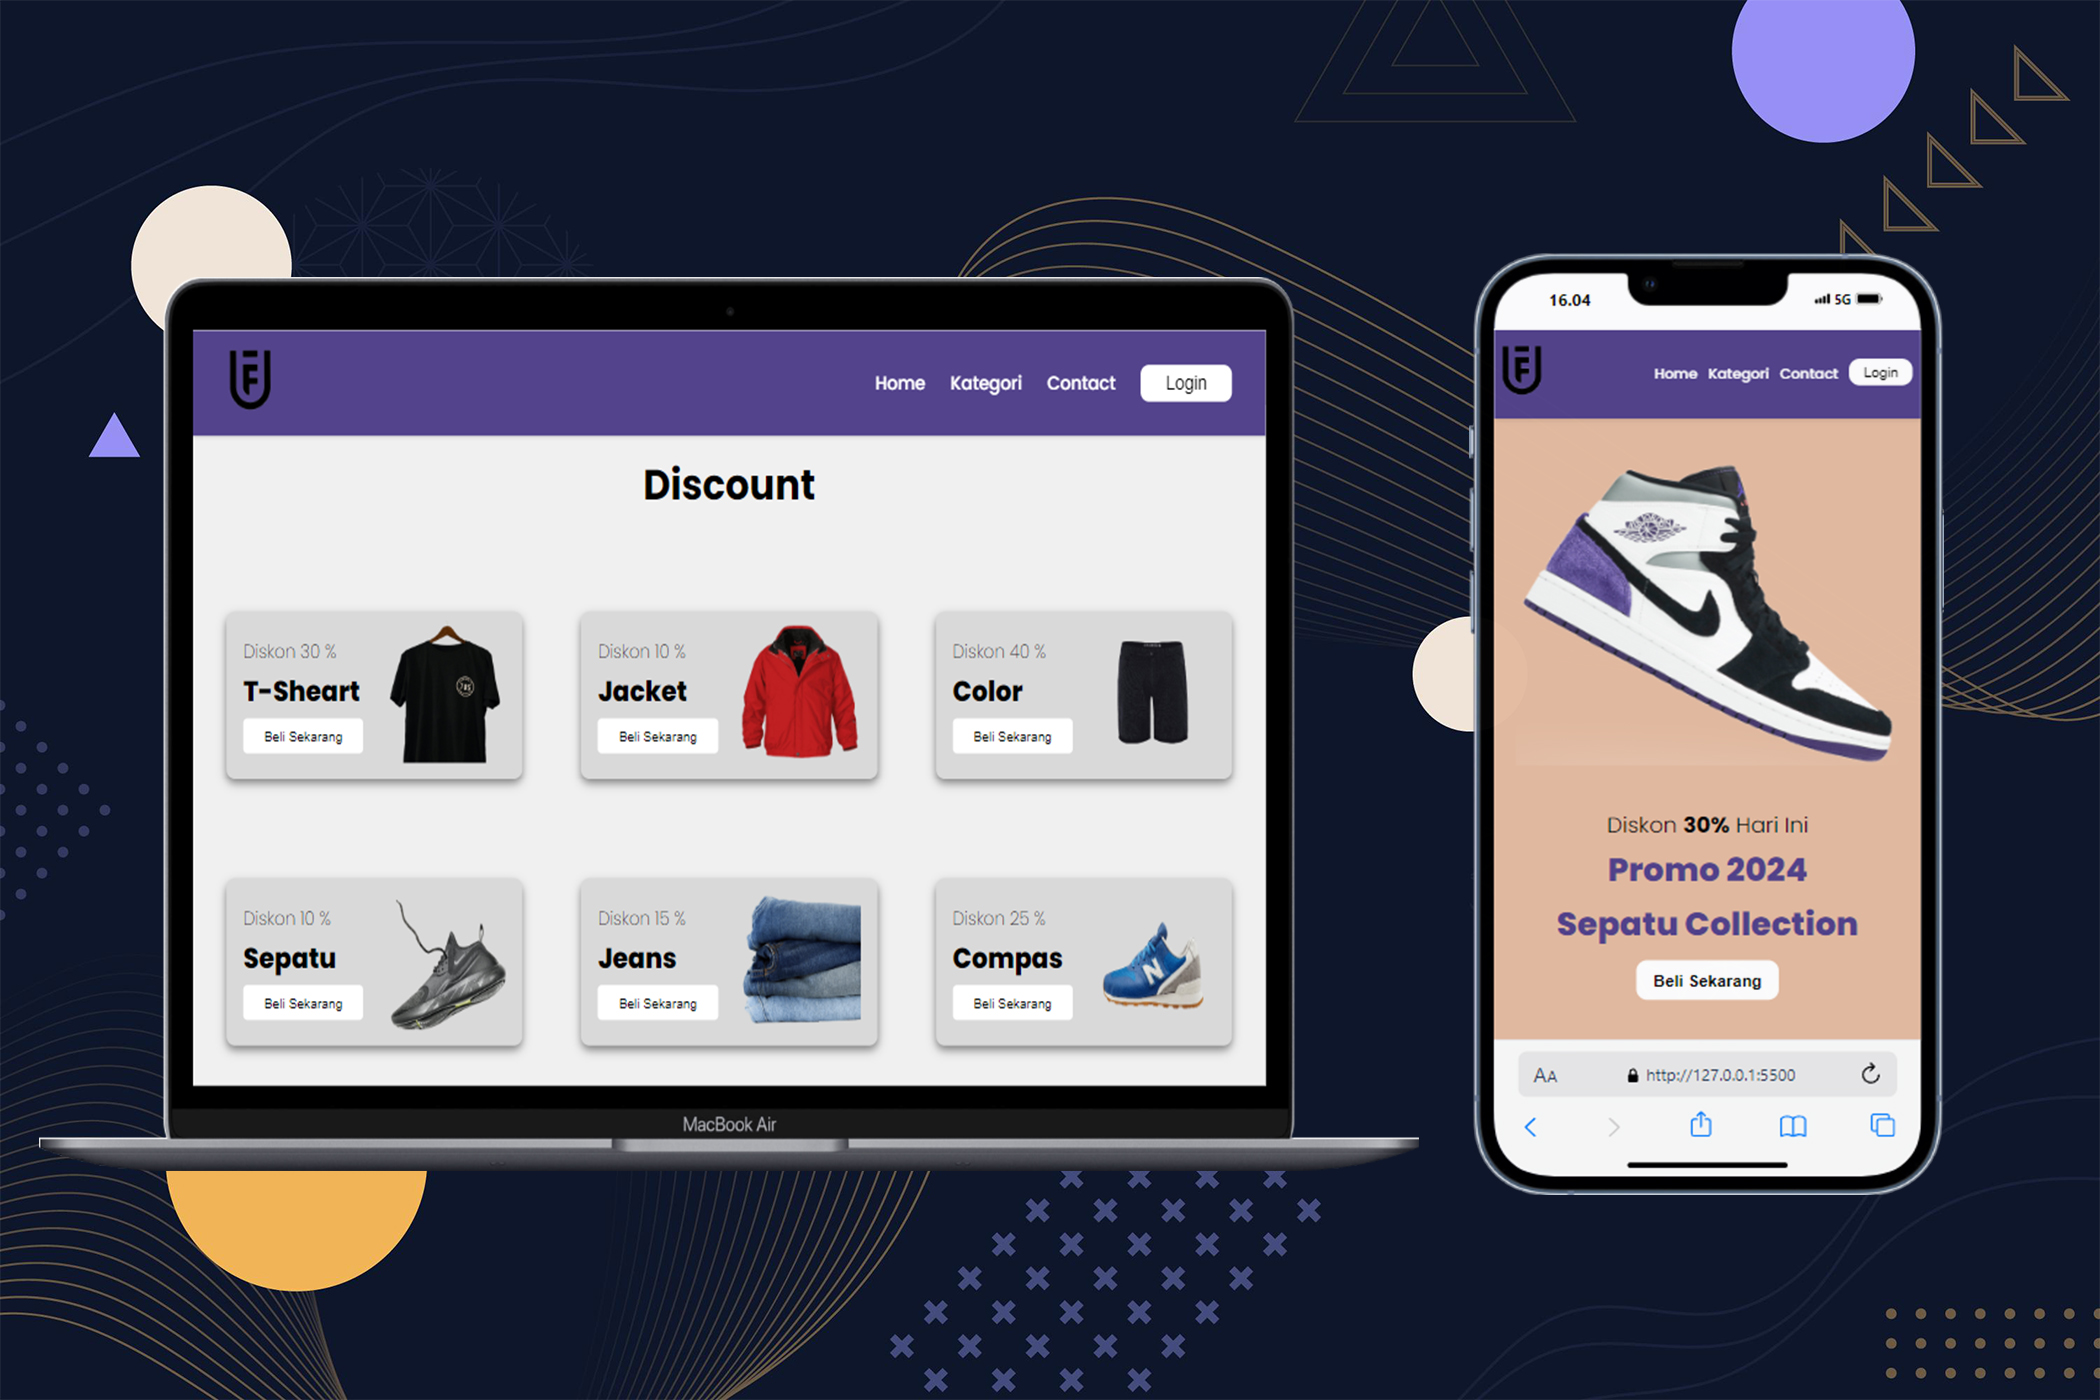 Home Kategori Contact Login
Discount
Diskon 30 %
T-Sheart
Beli Sekarang
Diskon 10 %
Jacket
Beli Sekarang
Diskon 40 %
Color
Beli Sekarang
Diskon 10 %
Sepatu
Beli Sekarang
Diskon 15 %
Jeans
Beli Sekarang
Diskon 25 %
Compas
Beli Sekarang
N
MacBook Air
16.04 5G
Home Kategori Contact Login
Diskon 30% Hari Ini
Promo 2024
Sepatu Collection
Beli Sekarang
AA http://127.0.0.1:5500